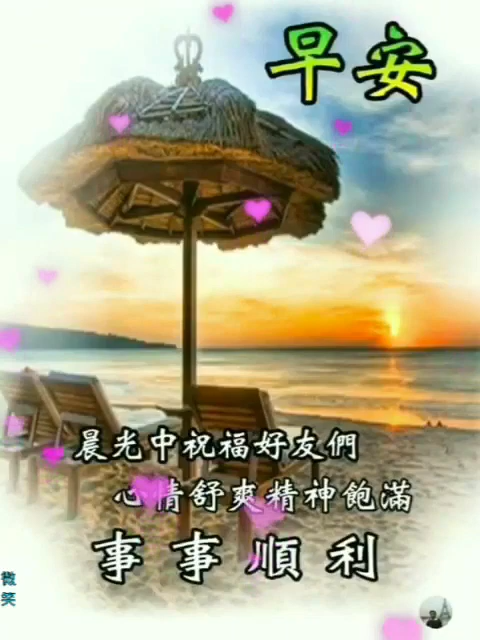 早安
晨光中祝福好友們
心情舒爽精神飽滿
事事順利
微笑